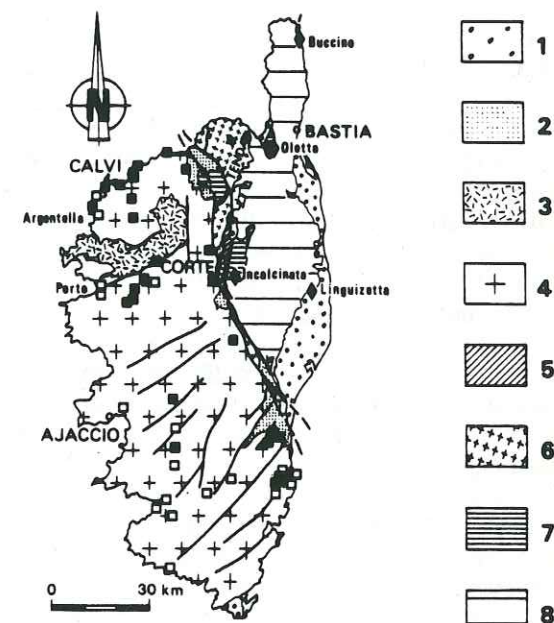 Buccino
BASTIA
Oletta
N
CALVI
Argentella
CORTE
Incalcinata
Porto
Linguizetta
AJACCIO
0 30 km
1
2
3
4
5
6
7
8